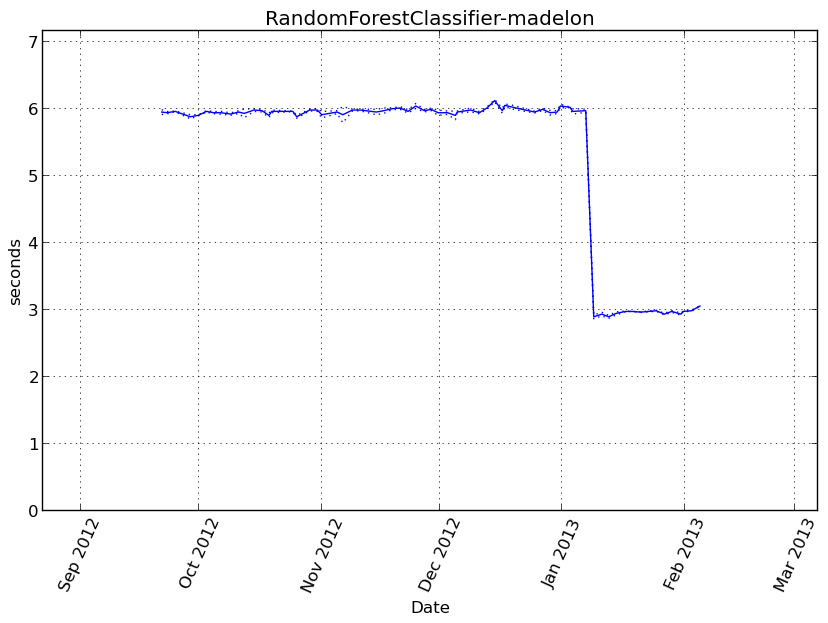 RandomForestClassifier-madelon
7
6
5
4
3
2
1
0
seconds
Sep 2012
Oct 2012
Nov 2012
Dec 2012
Jan 2013
Feb 2013
Mar 2013
Date